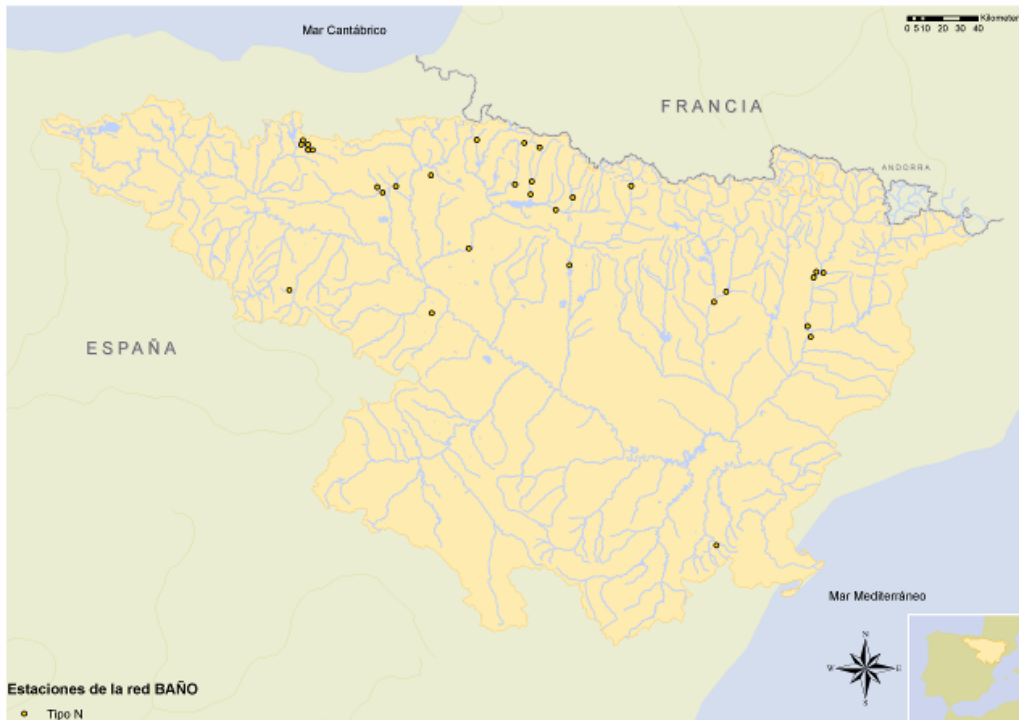 Mar Cantábrico
Kilometers
0 5 10 20 30 40
FRANCIA
ANDORRA
ESPAÑA
Mar Mediterráneo
N
W E
S
Estaciones de la red BAÑO
Tipo N